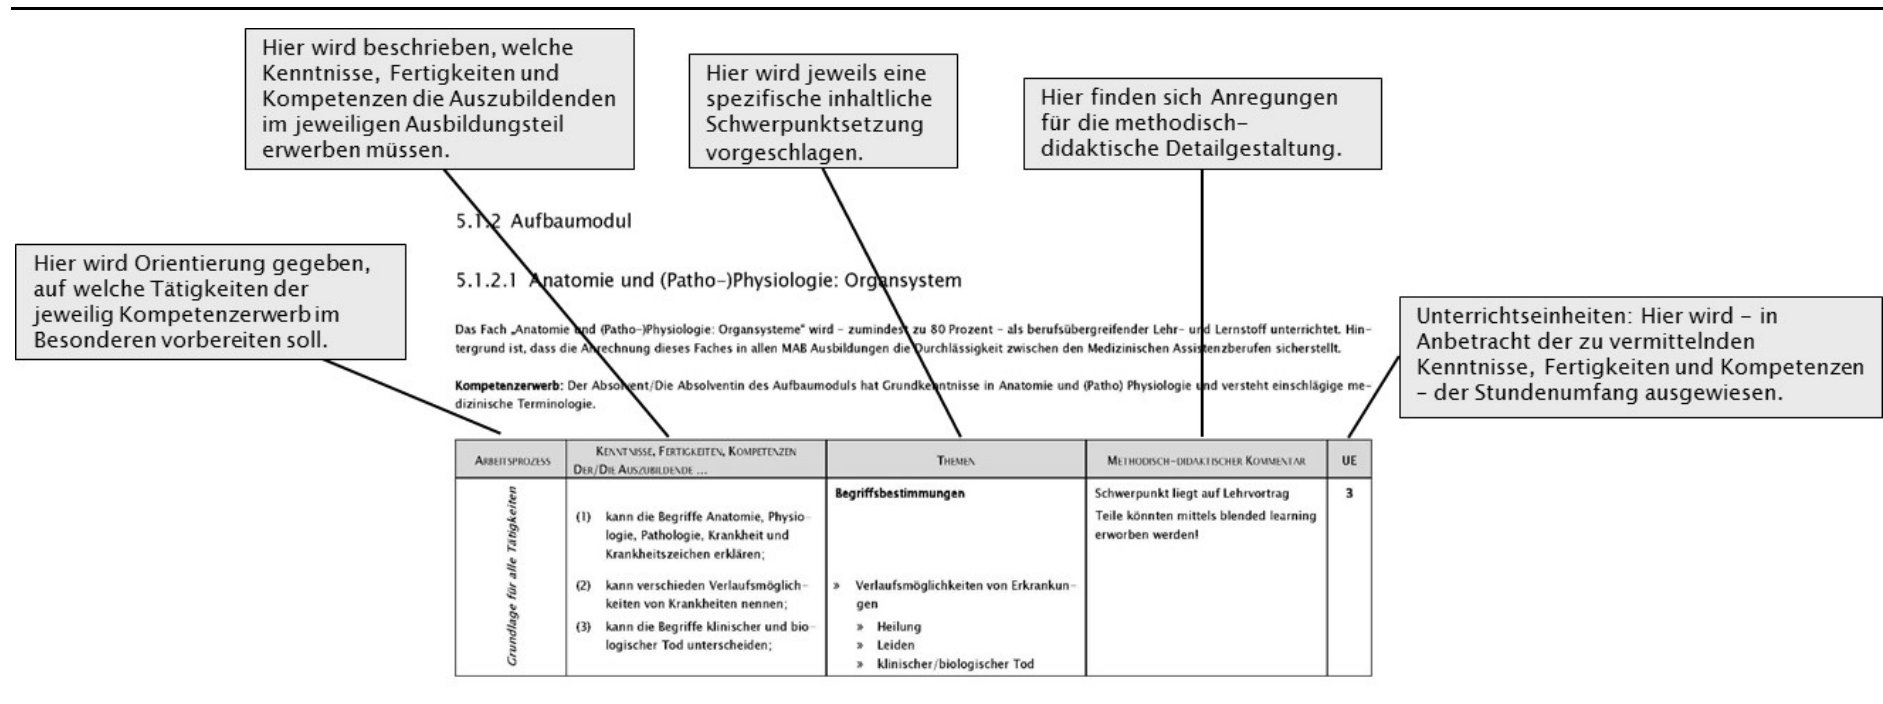 Hier wird beschrieben, welche
Kenntnisse, Fertigkeiten und
Kompetenzen die Auszubildenden
im jeweiligen Ausbildungsteil
erwerben müssen.
Hier wird jeweils eine
spezifische inhaltliche
Schwerpunktsetzung
vorgeschlagen.
Hier finden sich Anregungen
für die methodisch-
didaktische Detailgestaltung.
5.1.2 Aufbaumodul
Hier wird Orientierung gegeben,
auf welche Tätigkeiten der
jeweilig Kompetenzerwerb im
Besonderen vorbereiten soll.
5.1.2.1 Anatomie und (Patho-)Physiologie: Organsystem
Unterrichtseinheiten: Hier wird – in
Anbetracht der zu vermittelnden
Kenntnisse, Fertigkeiten und Kompetenzen
– der Stundenumfang ausgewiesen.
Das Fach „Anatomie und (Patho-)Physiologie: Organsysteme" wird – zumindest zu 80 Prozent – als berufsübergreifender Lehr- und Lernstoff unterrichtet. Hin-
tergrund ist, dass die Anrechnung dieses Faches in allen MAB Ausbildungen die Durchlässigkeit zwischen den Medizinischen Assistenzberufen sicherstellt.
Kompetenzerwerb: Der Absolvent/Die Absolventin des Aufbaumoduls hat Grundkenntnisse in Anatomie und (Patho) Physiologie und versteht einschlägige me-
dizinische Terminologie.
ARBEITSPROZESS
KENNTNISSE, FERTIGKEITEN, KOMPETENZEN
DER/DIE AUSZUBILDENDE ...
THEMEN
METHODISCH-DIDAKTISCHER KOMMENTAR
UE
Grundlage für alle Tätigkeiten
(1) kann die Begriffe Anatomie, Physio-
logie, Pathologie, Krankheit und
Krankheitszeichen erklären;
(2) kann verschieden Verlaufsmöglich-
keiten von Krankheiten nennen;
(3) kann die Begriffe klinischer und bio-
logischer Tod unterscheiden;
Begriffsbestimmungen
» Verlaufsmöglichkeiten von Erkrankun-
gen
» Heilung
» Leiden
» klinischer/biologischer Tod
Schwerpunkt liegt auf Lehrvortrag
Teile könnten mittels blended learning
erworben werden!
3